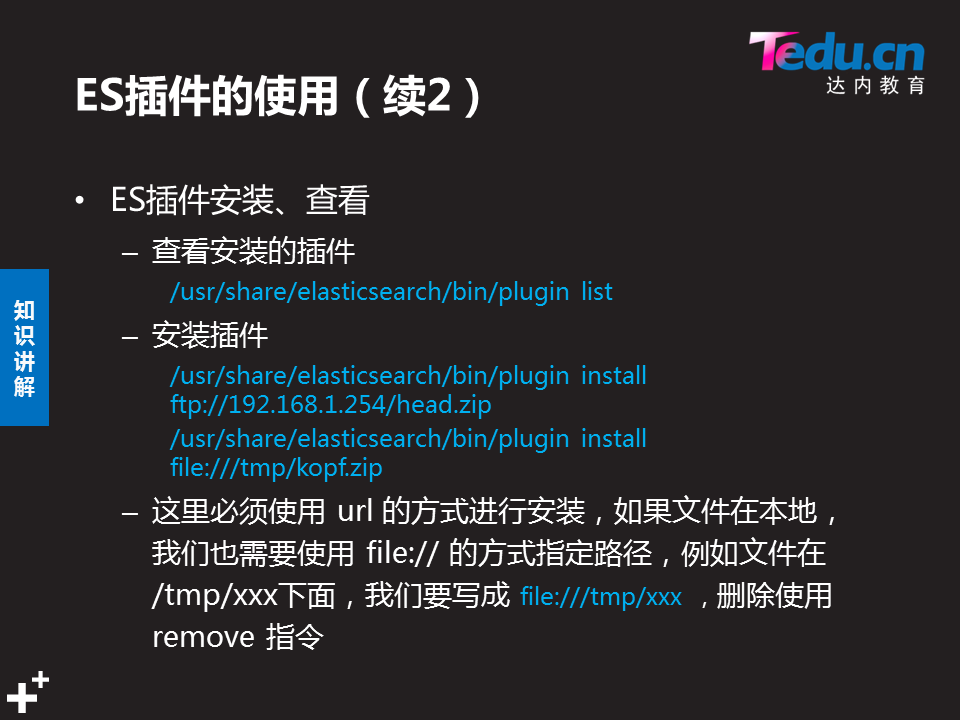 Tedu.cn
达内教育
ES插件的使用（续2）
• ES插件安装、查看
– 查看安装的插件
/usr/share/elasticsearch/bin/plugin list
– 安装插件
/usr/share/elasticsearch/bin/plugin install
ftp://192.168.1.254/head.zip
/usr/share/elasticsearch/bin/plugin install
file:///tmp/kopf.zip
– 这里必须使用 url 的方式进行安装，如果文件在本地，
我们也需要使用 file:// 的方式指定路径，例如文件在
/tmp/xxx下面，我们要写成 file:///tmp/xxx ，删除使用
remove 指令
知
识
讲
解